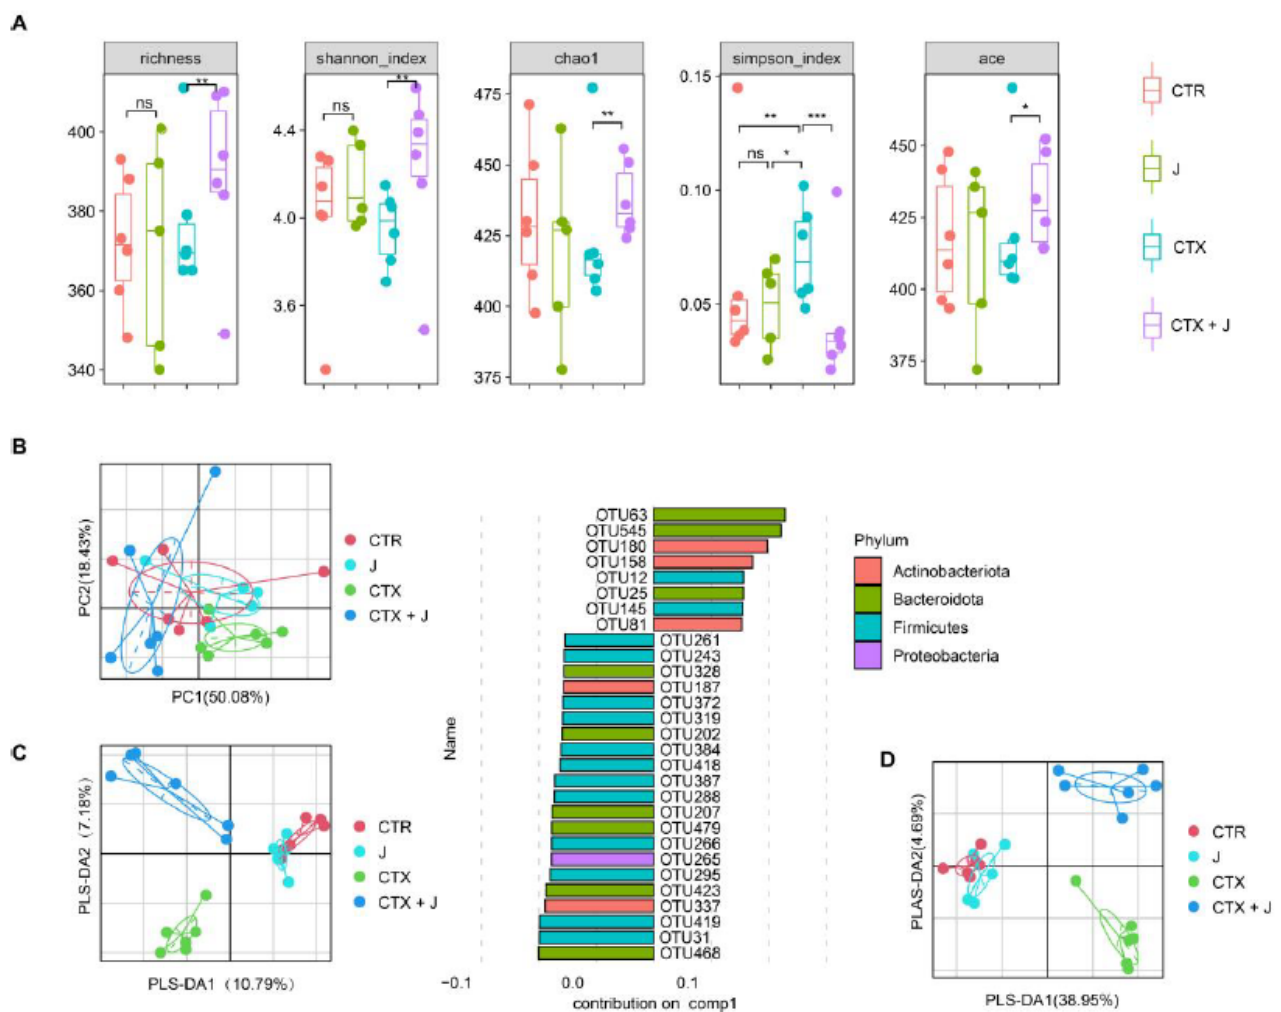 A
richness
shannon_index
chao1
simpson_index
ace
400
380
360
340
ns
**
4.4
4.0
3.6
ns
**
475
450
425
400
375
**
0.15
0.10
0.05
**
***
ns
*
450
425
400
375
*
CTR
J
CTX
CTX + J
B
PC2(18.43%)
PC1(50.08%)
CTR
J
CTX
CTX + J
C
PLS-DA2 (7.18%)
PLS-DA1 (10.79%)
CTR
J
CTX
CTX + J
Name
OTU63
OTU545
OTU180
OTU158
OTU12
OTU25
OTU145
OTU81
OTU261
OTU243
OTU328
OTU187
OTU372
OTU319
OTU202
OTU384
OTU418
OTU387
OTU288
OTU207
OTU479
OTU266
OTU265
OTU295
OTU423
OTU337
OTU419
OTU31
OTU468
−0.1
0.0
0.1
contribution on comp1
Phylum
Actinobacteriota
Bacteroidota
Firmicutes
Proteobacteria
D
PLAS-DA2(4.69%)
PLS-DA1(38.95%)
CTR
J
CTX
CTX + J